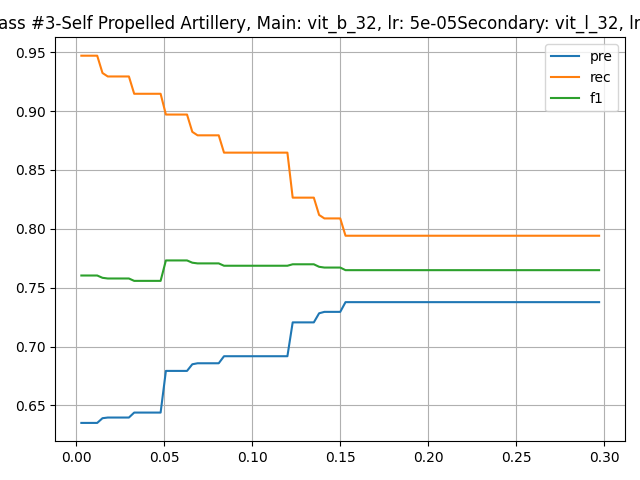 ass #3-Self Propelled Artillery, Main: vit_b_32, lr: 5e-05Secondary: vit_l_32, lr
0.95
0.90
0.85
0.80
0.75
0.70
0.65
0.00 0.05 0.10 0.15 0.20 0.25 0.30
pre
rec
f1